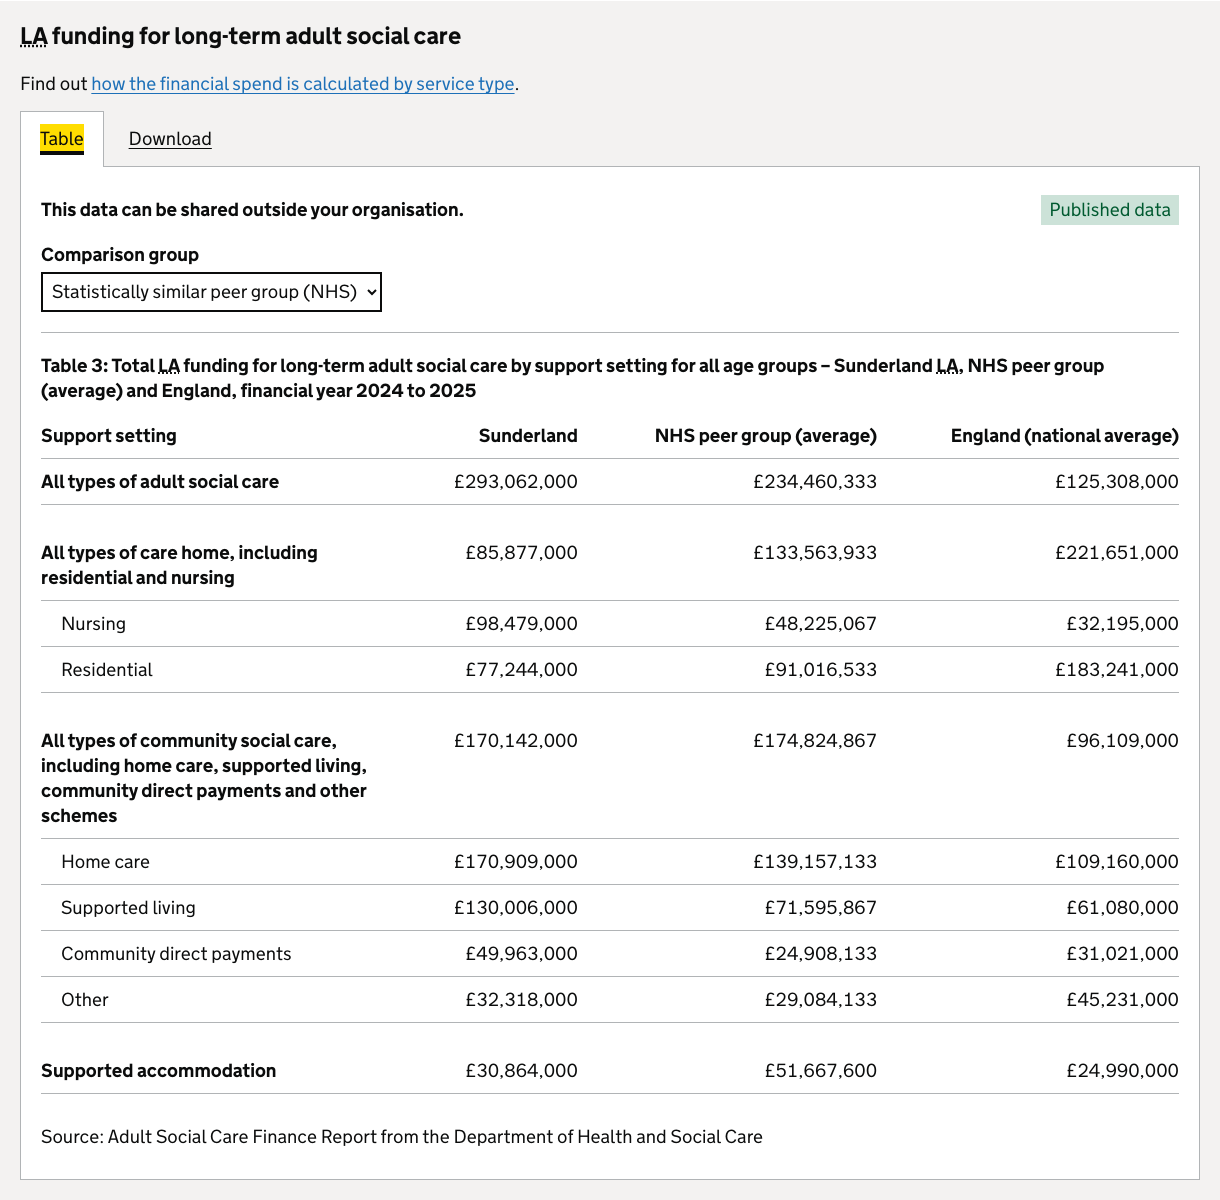 LA funding for long-term adult social care
Find out how the financial spend is calculated by service type.
Table Download
This data can be shared outside your organisation. Published data
Comparison group
Statistically similar peer group (NHS)
Table 3: Total LA funding for long-term adult social care by support setting for all age groups – Sunderland LA, NHS peer group
(average) and England, financial year 2024 to 2025
Support setting Sunderland NHS peer group (average) England (national average)
All types of adult social care £293,062,000 £234,460,333 £125,308,000
All types of care home, including £85,877,000 £133,563,933 £221,651,000
residential and nursing
Nursing £98,479,000 £48,225,067 £32,195,000
Residential £77,244,000 £91,016,533 £183,241,000
All types of community social care, £170,142,000 £174,824,867 £96,109,000
including home care, supported living,
community direct payments and other
schemes
Home care £170,909,000 £139,157,133 £109,160,000
Supported living £130,006,000 £71,595,867 £61,080,000
Community direct payments £49,963,000 £24,908,133 £31,021,000
Other £32,318,000 £29,084,133 £45,231,000
Supported accommodation £30,864,000 £51,667,600 £24,990,000
Source: Adult Social Care Finance Report from the Department of Health and Social Care